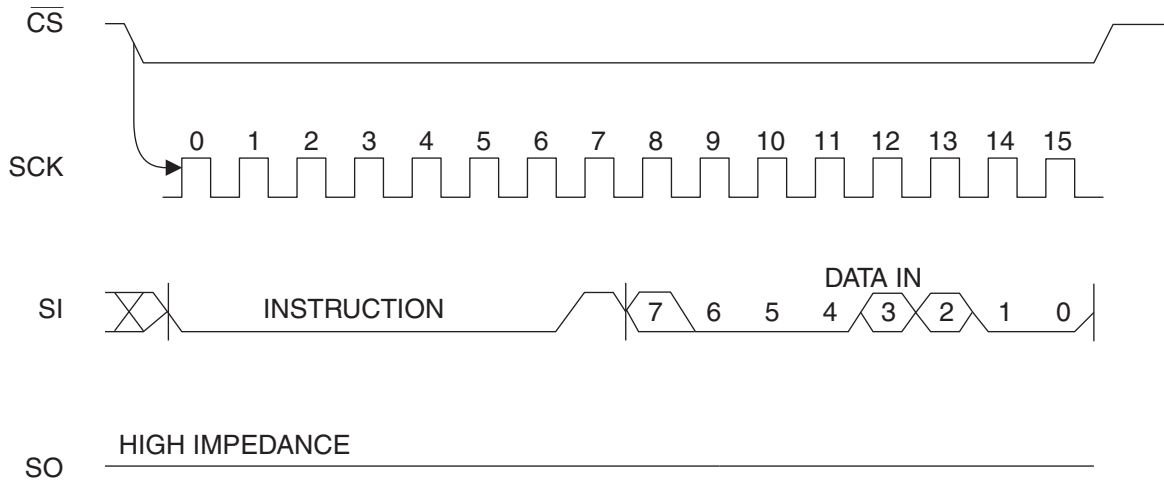 C̅S̅
0 1 2 3 4 5 6 7 8 9 10 11 12 13 14 15
SCK
DATA IN
SI INSTRUCTION 7 6 5 4 3 2 1 0
HIGH IMPEDANCE
SO